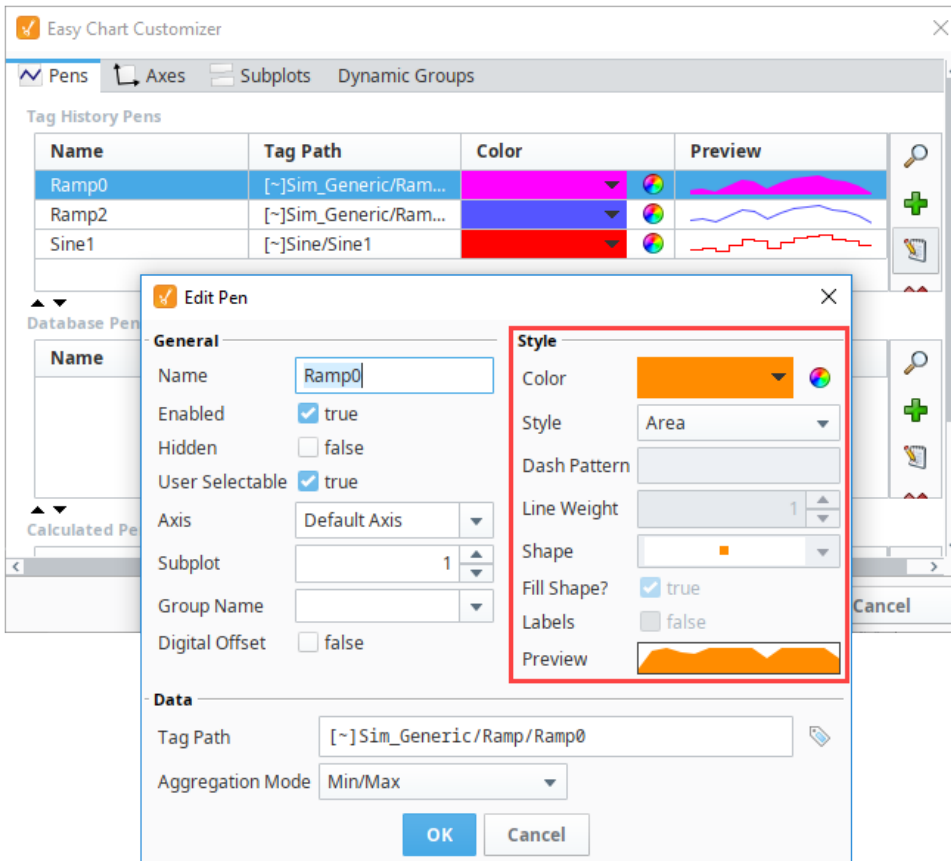 Easy Chart Customizer
Pens Axes Subplots Dynamic Groups
Tag History Pens
Name Tag Path Color Preview
Ramp0 [~]Sim_Generic/Ram...
Ramp2 [~]Sim_Generic/Ram...
Sine1 [~]Sine/Sine1
Database Pen
Name
Calculated Pe
Cancel
Edit Pen
General
Name Ramp0
Enabled true
Hidden false
User Selectable true
Axis Default Axis
Subplot 1
Group Name
Digital Offset false
Style
Color
Style Area
Dash Pattern
Line Weight 1
Shape
Fill Shape? true
Labels false
Preview
Data
Tag Path [~]Sim_Generic/Ramp/Ramp0
Aggregation Mode Min/Max
OK Cancel